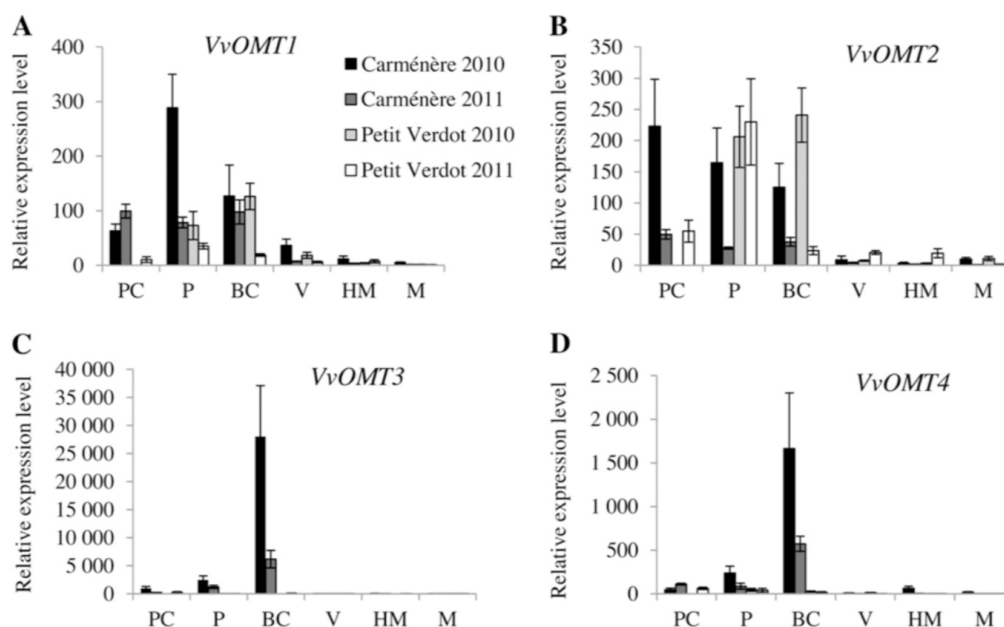 A
VvOMT1
Relative expression level
400
300
200
100
0
PC P BC V HM M
Carménère 2010
Carménère 2011
Petit Verdot 2010
Petit Verdot 2011
B
VvOMT2
Relative expression level
350
300
250
200
150
100
50
0
PC P BC V HM M
C
VvOMT3
Relative expression level
40 000
35 000
30 000
25 000
20 000
15 000
10 000
5 000
0
PC P BC V HM M
D
VvOMT4
Relative expression level
2 500
2 000
1 500
1 000
500
0
PC P BC V HM M